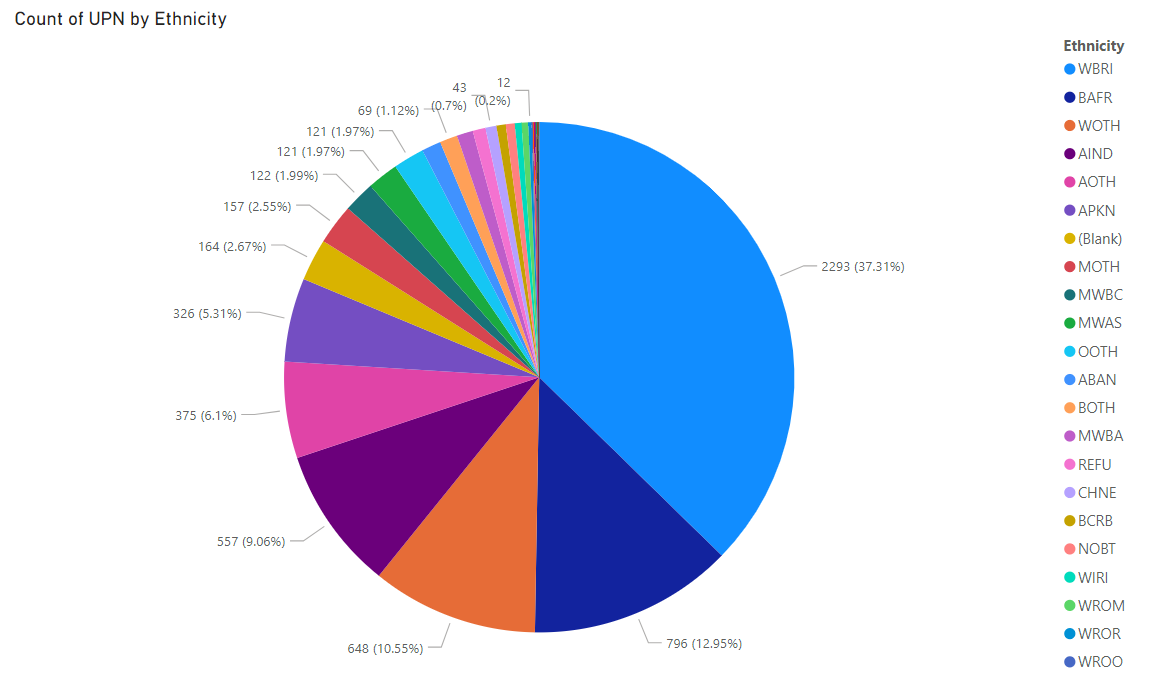 Count of UPN by Ethnicity
12
(0.2%)
43
(0.7%)
69 (1.12%)
121 (1.97%)
121 (1.97%)
122 (1.99%)
157 (2.55%)
164 (2.67%)
326 (5.31%)
375 (6.1%)
557 (9.06%)
648 (10.55%)
796 (12.95%)
2293 (37.31%)
Ethnicity
WBRI
BAFR
WOTH
AIND
AOTH
APKN
(Blank)
MOTH
MWBC
MWAS
OOTH
ABAN
BOTH
MWBA
REFU
CHNE
BCRB
NOBT
WIRI
WROM
WROR
WROO